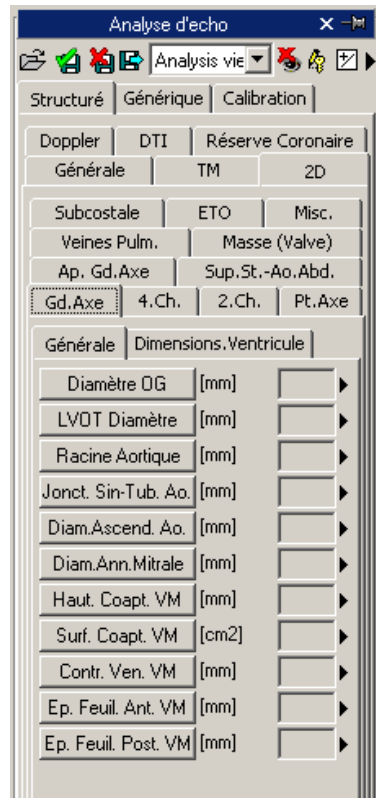 Analyse d'echo
Analysis vie
Structuré Générique Calibration
Doppler DTI Réserve Coronaire
Générale TM 2D
Subcostale ETO Misc.
Veines Pulm. Masse (Valve)
Ap. Gd.Axe Sup.St.-Ao.Abd.
Gd.Axe 4.Ch. 2.Ch. Pt.Axe
Générale Dimensions.Ventricule
Diamètre OG [mm]
LVOT Diamètre [mm]
Racine Aortique [mm]
Jonct. Sin-Tub. Ao. [mm]
Diam.Ascend. Ao. [mm]
Diam.Ann.Mitrale [mm]
Haut. Coapt. VM [mm]
Surf. Coapt. VM [cm2]
Contr. Ven. VM [mm]
Ep. Feuil. Ant. VM [mm]
Ep. Feuil. Post. VM [mm]